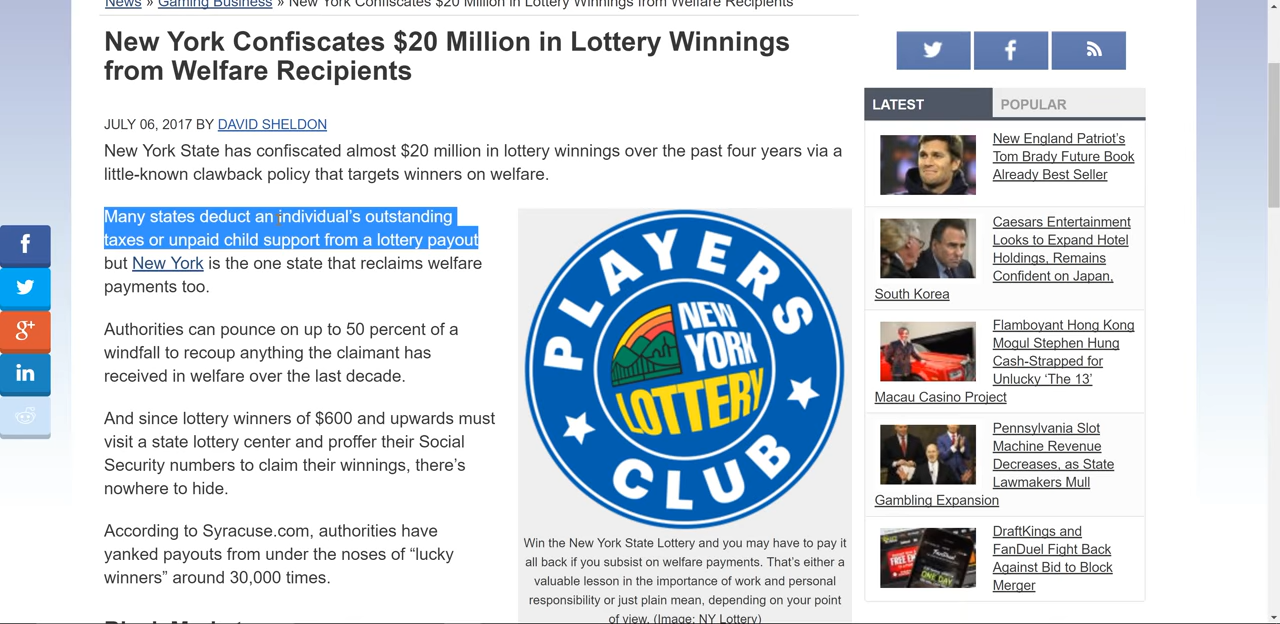 News » Gaming Business » New York Confiscates $20 Million in Lottery Winnings from Welfare Recipients
New York Confiscates $20 Million in Lottery Winnings
from Welfare Recipients
JULY 06, 2017 BY DAVID SHELDON
New York State has confiscated almost $20 million in lottery winnings over the past four years via a
little-known clawback policy that targets winners on welfare.
Many states deduct an individual’s outstanding
taxes or unpaid child support from a lottery payout
but New York is the one state that reclaims welfare
payments too.
Authorities can pounce on up to 50 percent of a
windfall to recoup anything the claimant has
received in welfare over the last decade.
And since lottery winners of $600 and upwards must
visit a state lottery center and proffer their Social
Security numbers to claim their winnings, there’s
nowhere to hide.
According to Syracuse.com, authorities have
yanked payouts from under the noses of “lucky
winners” around 30,000 times.
PLAYERS
NEW
YORK
LOTTERY
CLUB
Win the New York State Lottery and you may have to pay it
all back if you subsist on welfare payments. That’s either a
valuable lesson in the importance of work and personal
responsibility or just plain mean, depending on your point
of view. (Image: NY Lottery)
f
g+
in
f
LATEST
POPULAR
New England Patriot’s
Tom Brady Future Book
Already Best Seller
Caesars Entertainment
Looks to Expand Hotel
Holdings, Remains
Confident on Japan,
South Korea
Flamboyant Hong Kong
Mogul Stephen Hung
Cash-Strapped for
Unlucky ‘The 13’
Macau Casino Project
Pennsylvania Slot
Machine Revenue
Decreases, as State
Lawmakers Mull
Gambling Expansion
DraftKings and
FanDuel Fight Back
Against Bid to Block
Merger